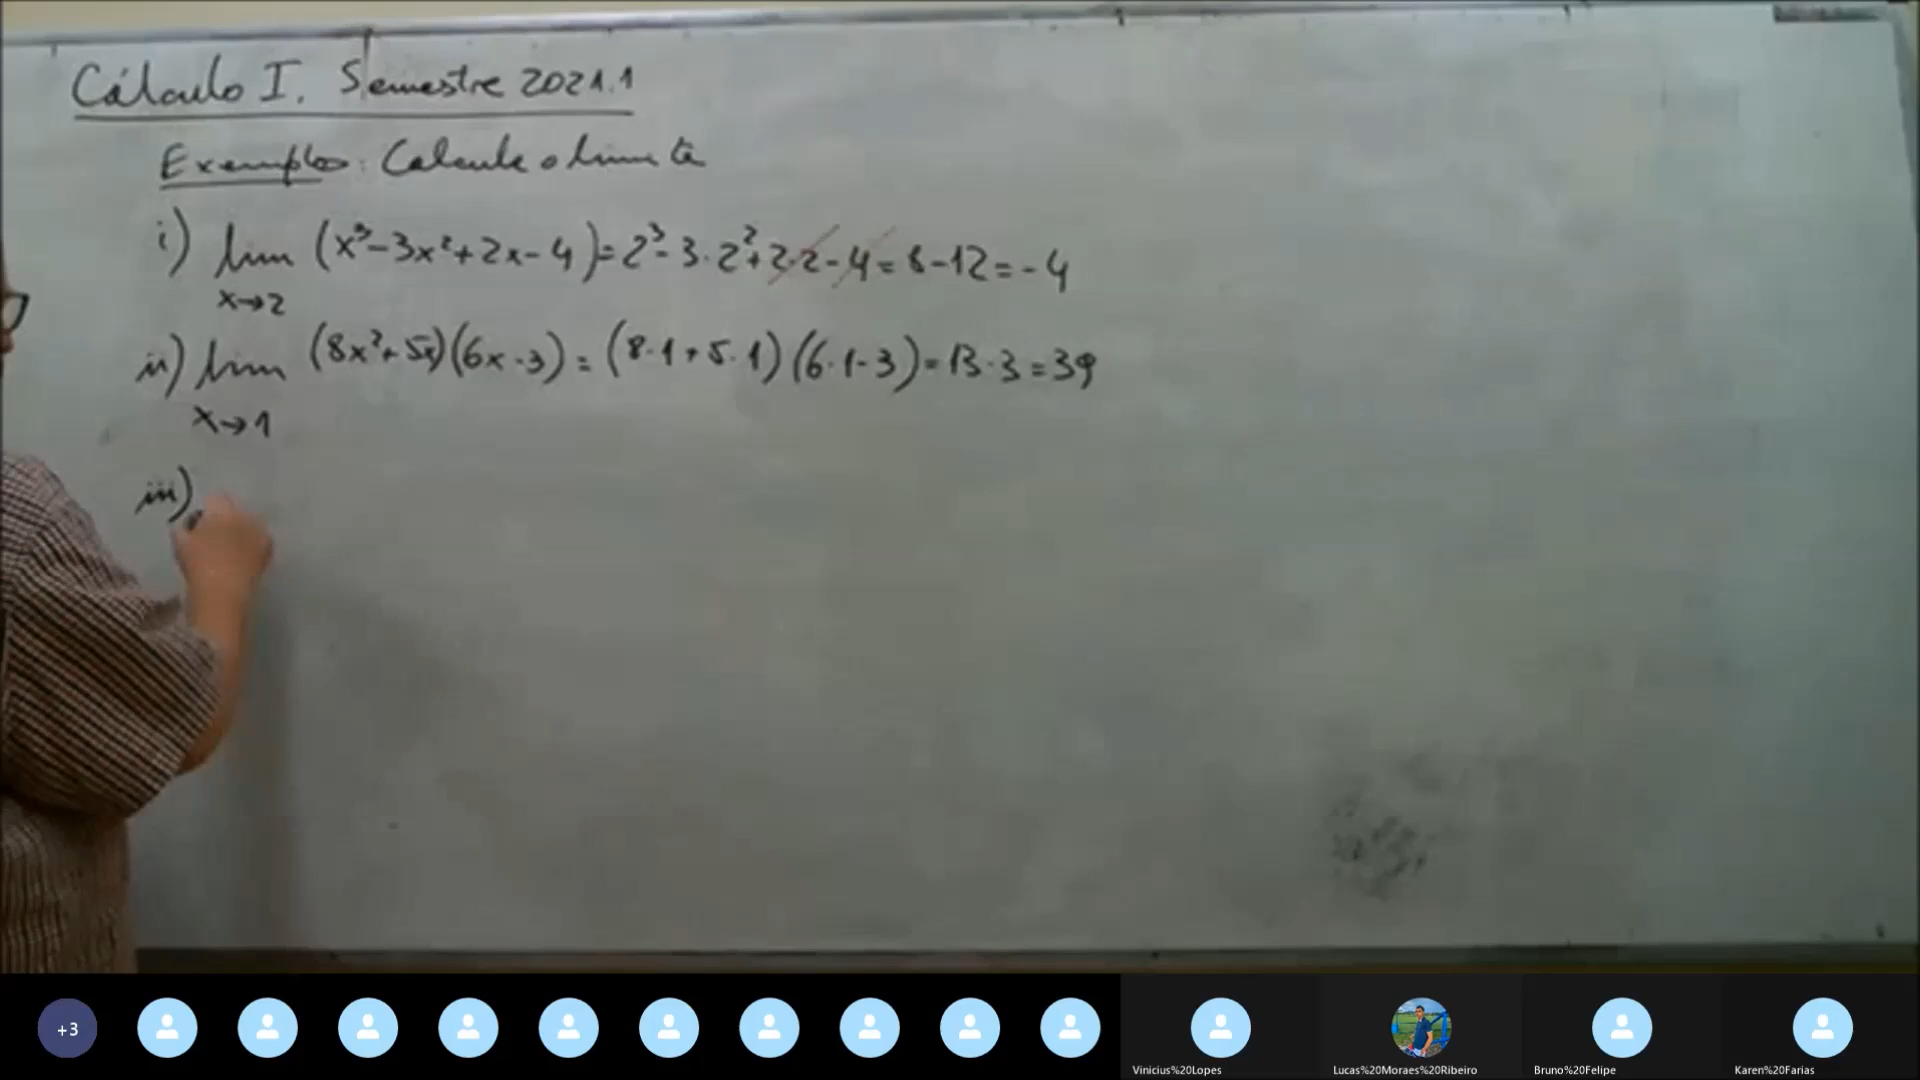 Cálculo I. Semestre 2021.1
Exemplos: Calcule o limite
i) lim (x³-3x²+2x-4)=2³-3·2²+2·2-4=8-12=-4
x→2
ii) lim (8x²+5x)(6x-3)=(8·1+5·1)(6·1-3)=13·3=39
x→1
iii)
+3
Vinicius%20Lopes
Lucas%20Moraes%20Ribeiro
Bruno%20Felipe
Karen%20Farias